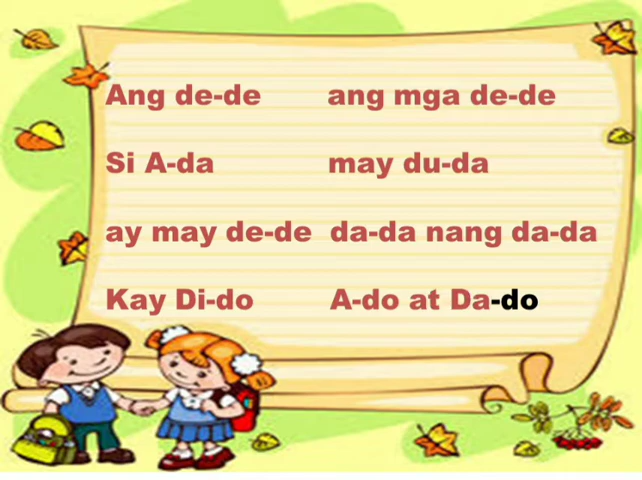 Ang de-de ang mga de-de
Si A-da may du-da
ay may de-de da-da nang da-da
Kay Di-do A-do at Da-do